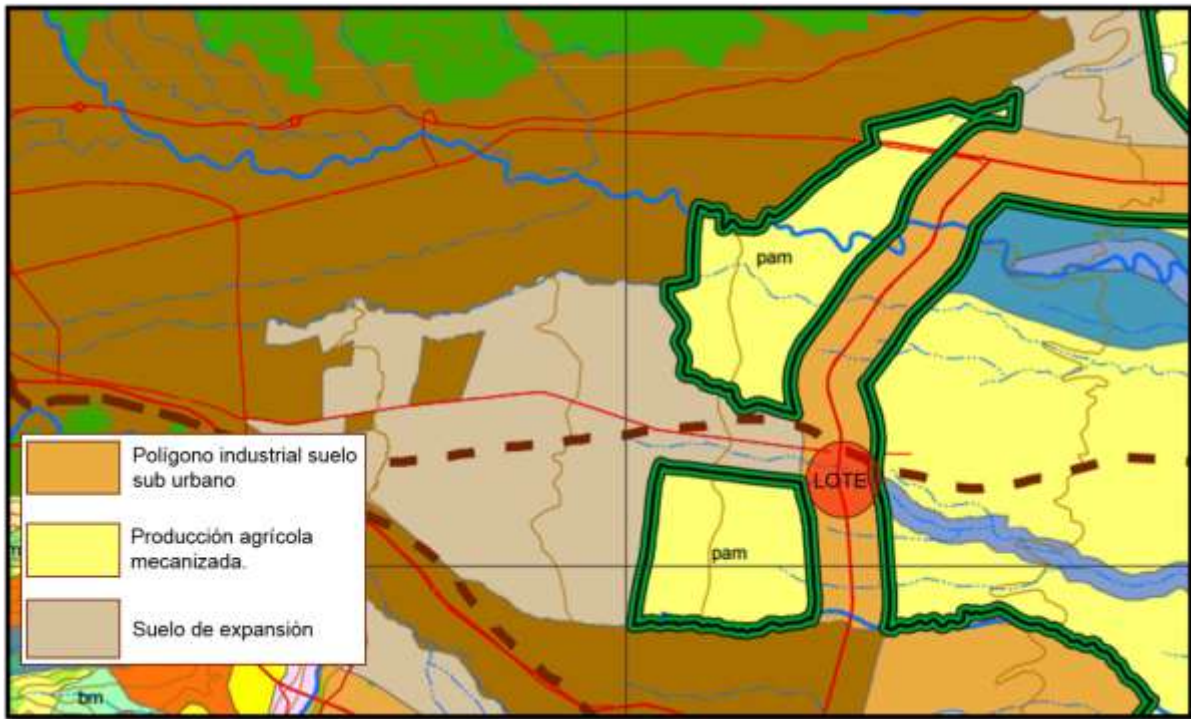 pam
LOTE
pam
Polígono industrial suelo
sub urbano
Producción agrícola
mecanizada.
Suelo de expansión
bm